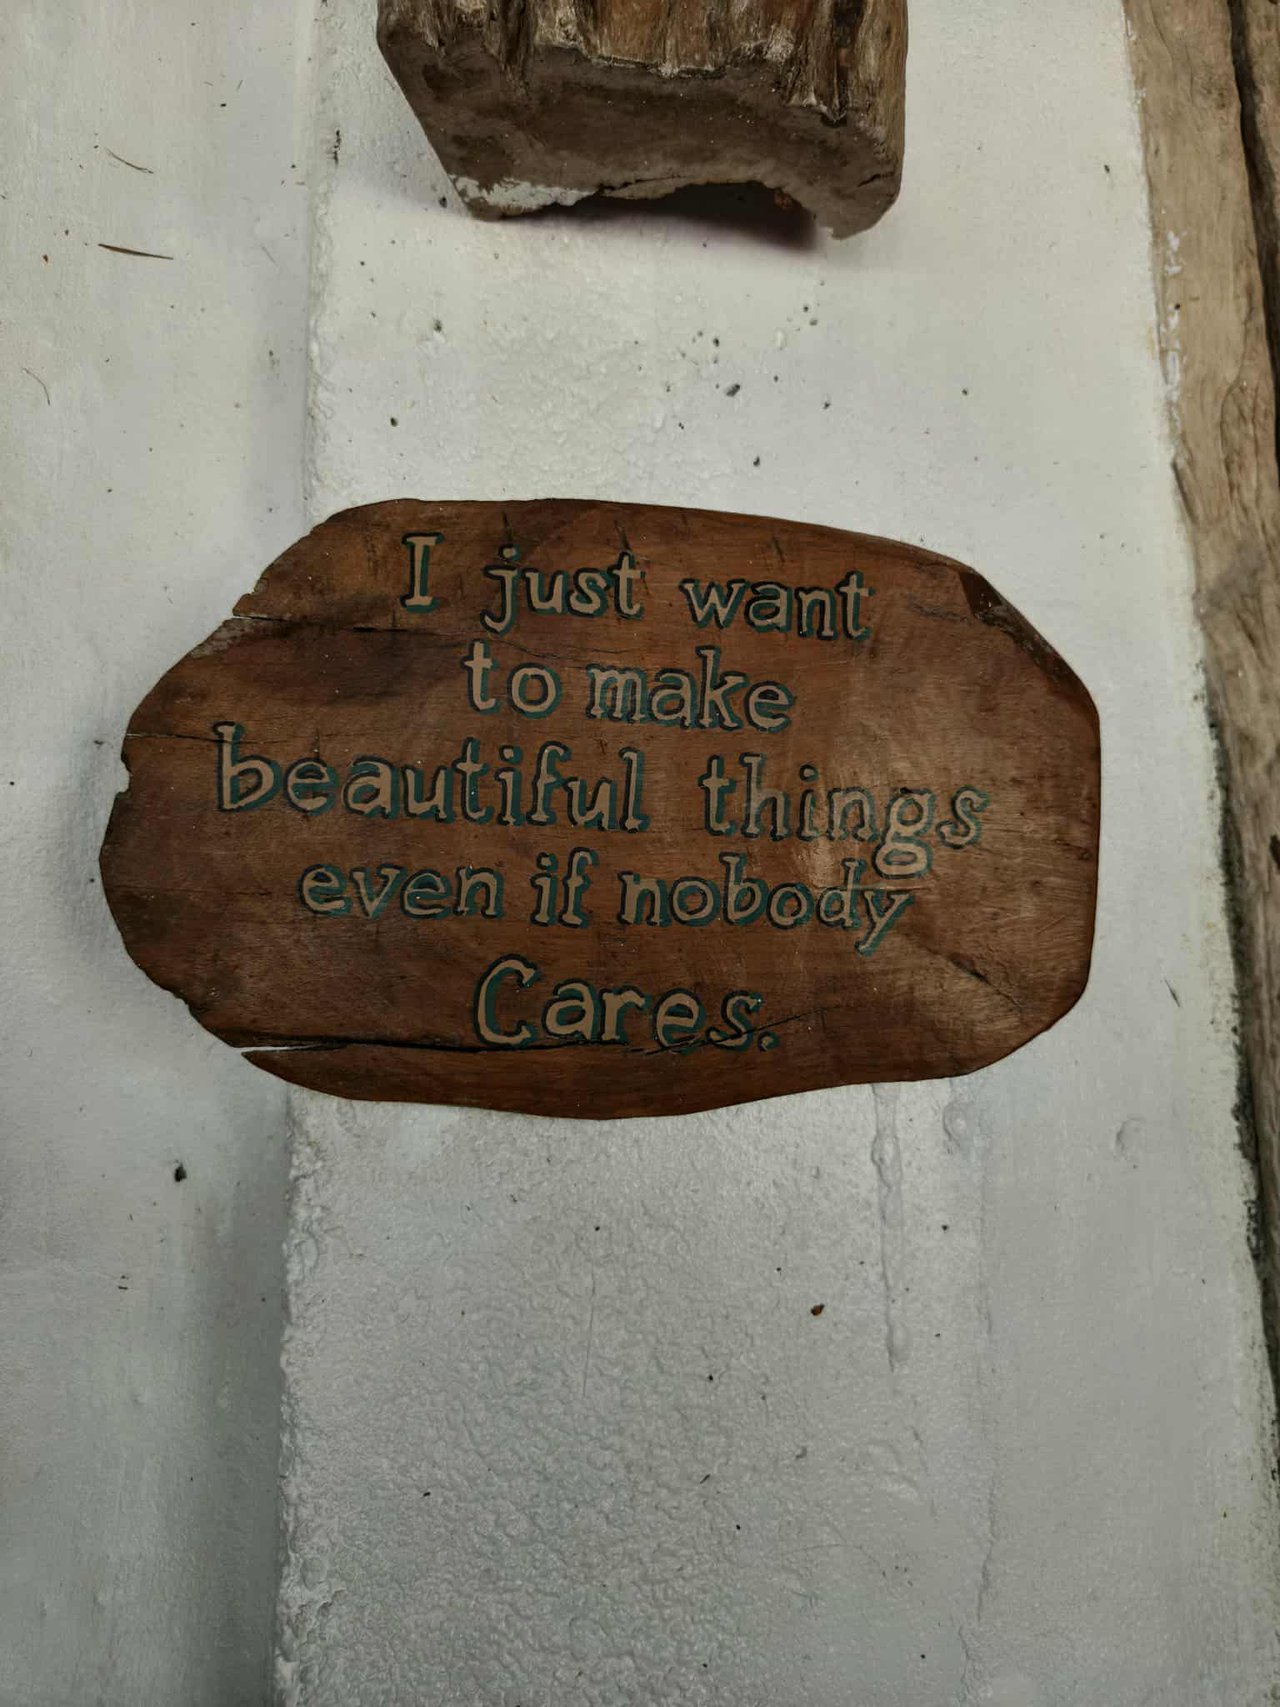 I just want
to make
beautiful things
even if nobody
Cares.